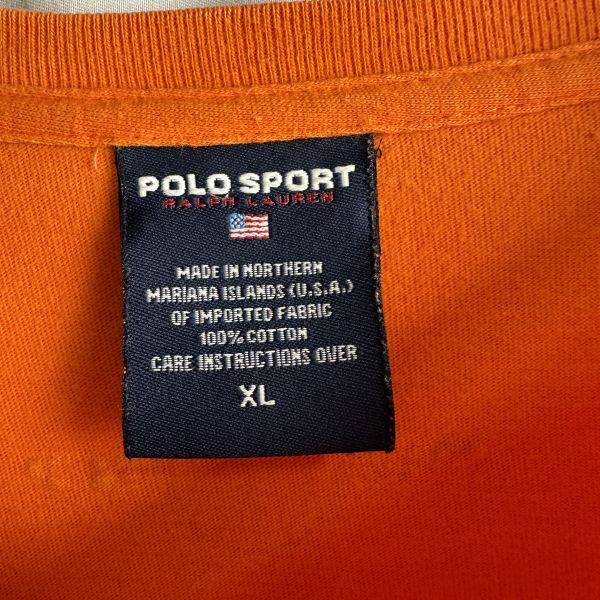 POLO SPORT
RALPH LAUREN
MADE IN NORTHERN
MARIANA ISLANDS (U.S.A.)
OF IMPORTED FABRIC
100% COTTON
CARE INSTRUCTIONS OVER
XL